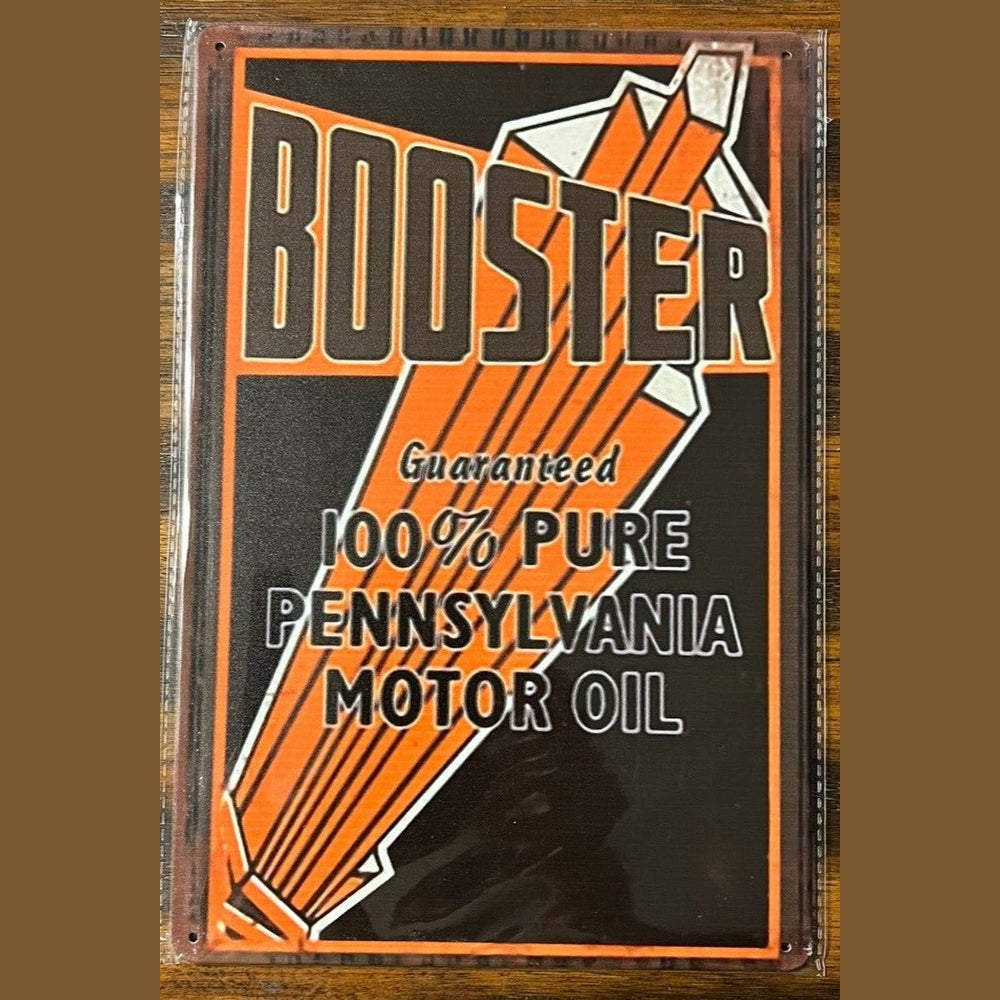 BOOSTER
Guaranteed
100% PURE
PENNSYLVANIA
MOTOR OIL